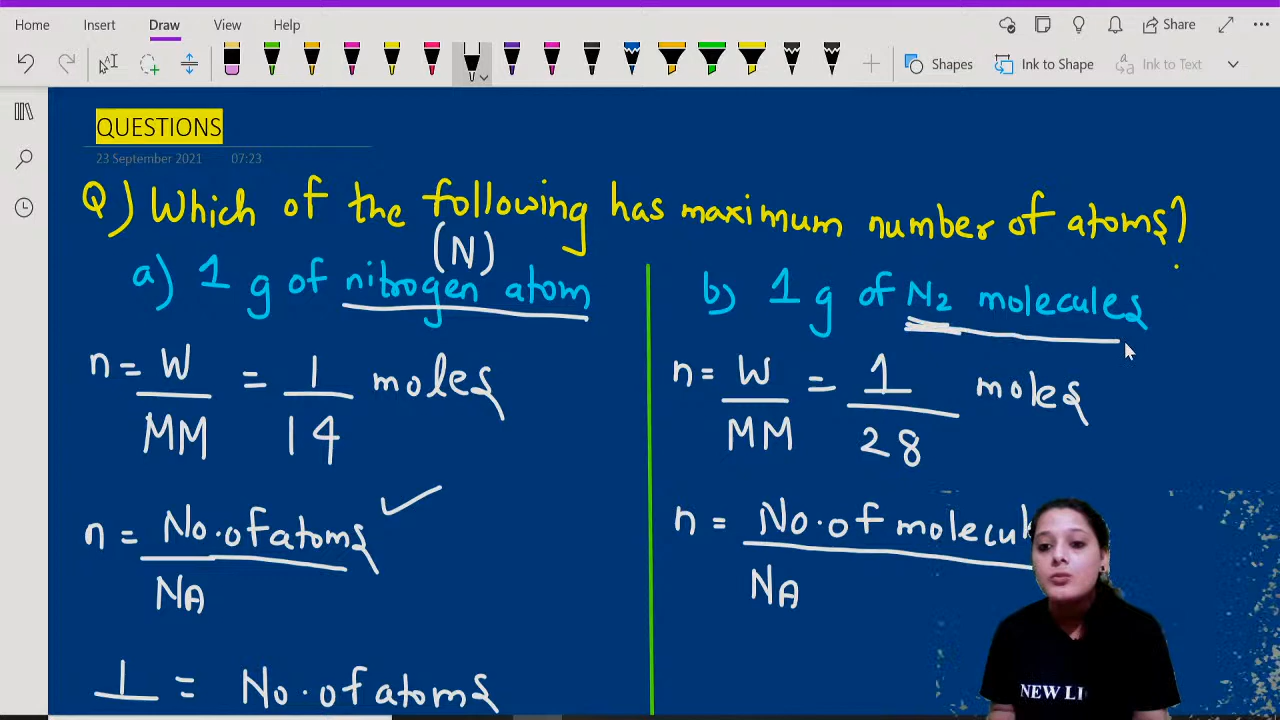 Home Insert Draw View Help Share
Shapes Ink to Shape Ink to Text
QUESTIONS
23 September 2021 07:23
Q) Which of the following has maximum number of atoms?
(N)
a) 1 g of nitrogen atom
n = W / MM = 1 / 14 moles
n = No. of atoms / NA
1 = No. of atoms
b) 1 g of N2 molecules
n = W / MM = 1 / 28 moles
n = No. of molecul / NA
NEW LI